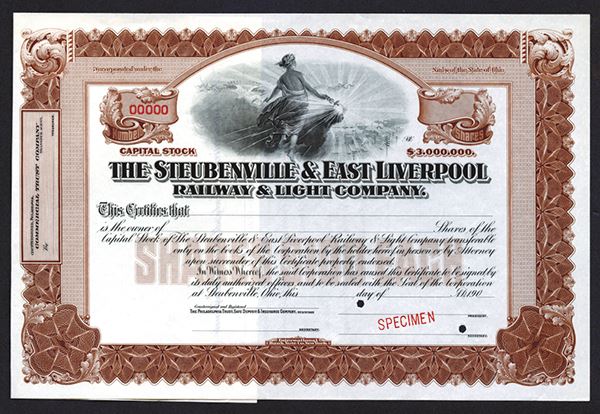 Incorporated under the Laws of the State of Ohio
00000
Number
Shares
CAPITAL STOCK $3,000,000.
THE STEUBENVILLE & EAST LIVERPOOL
RAILWAY & LIGHT COMPANY.
This Certifies that
is the owner of Shares of the
Capital Stock of The Steubenville & East Liverpool Railway & Light Company transferable
only on the books of the Corporation by the holder hereof in person or by Attorney
upon surrender of this Certificate properly endorsed.
In Witness Whereof, the said Corporation has caused this Certificate to be signed by
its duly authorized officers and to be sealed with the Seal of the Corporation
at Steubenville, Ohio, this day of A.D. 190
SHARES
Countersigned and Registered
THE PHILADELPHIA TRUST, SAFE DEPOSIT & INSURANCE COMPANY, REGISTRAR
PRESIDENT.
SECRETARY.
SECRETARY.
SPECIMEN
COMMERCIAL TRUST COMPANY